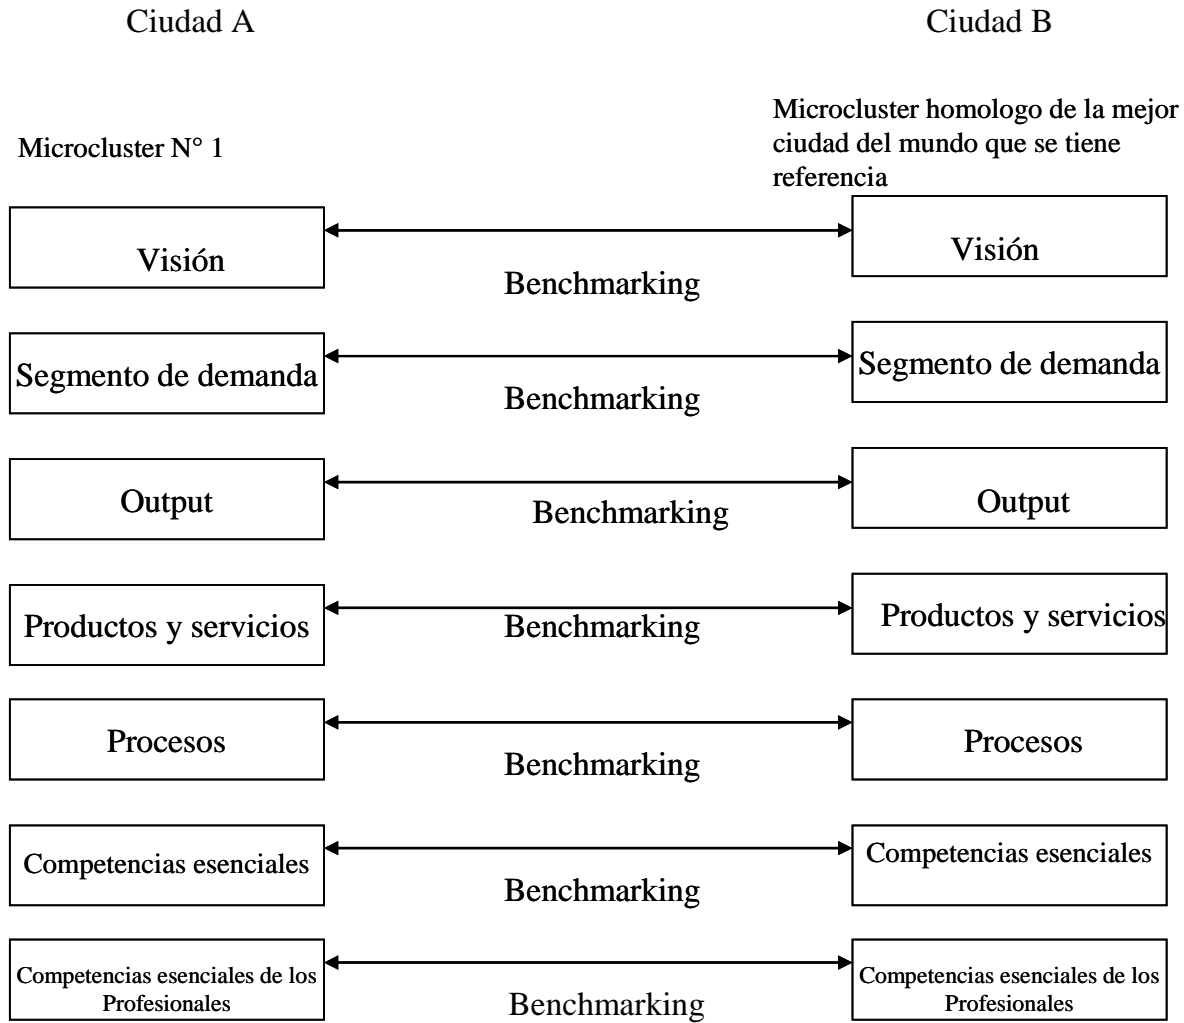 Ciudad A
Ciudad B
Microcluster N° 1
Microcluster homologo de la mejor
ciudad del mundo que se tiene
referencia
Visión
Benchmarking
Visión
Segmento de demanda
Benchmarking
Segmento de demanda
Output
Benchmarking
Output
Productos y servicios
Benchmarking
Productos y servicios
Procesos
Benchmarking
Procesos
Competencias esenciales
Benchmarking
Competencias esenciales
Competencias esenciales de los
Profesionales
Benchmarking
Competencias esenciales de los
Profesionales